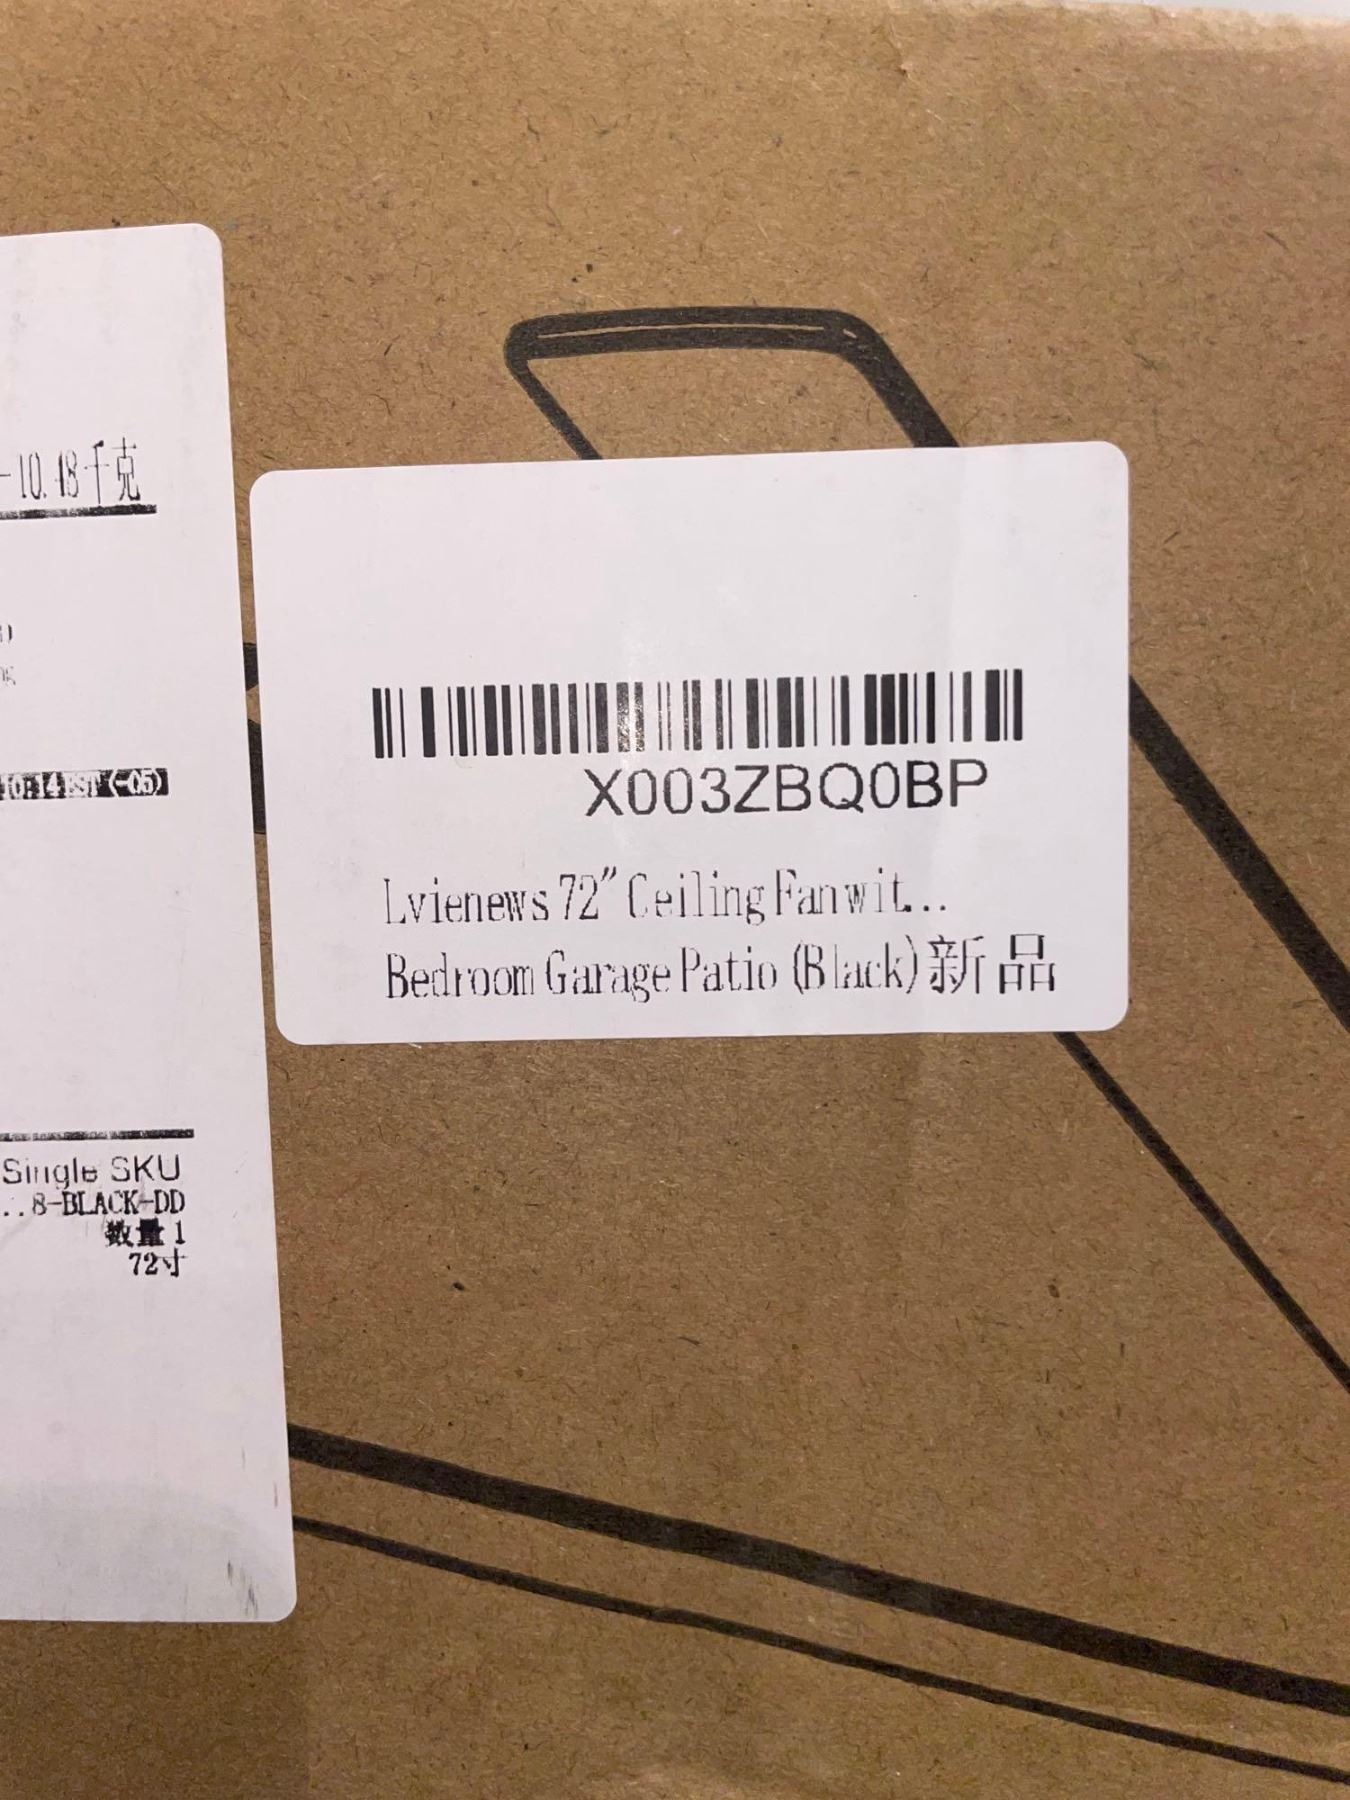 -10.48千克
10:14 EST (-05)
Single SKU
...8-BLACK-DD
数量 1
72寸
X003ZBQ0BP
Lvienews 72" Ceiling Fan wit...
Bedroom Garage Patio (Black) 新品